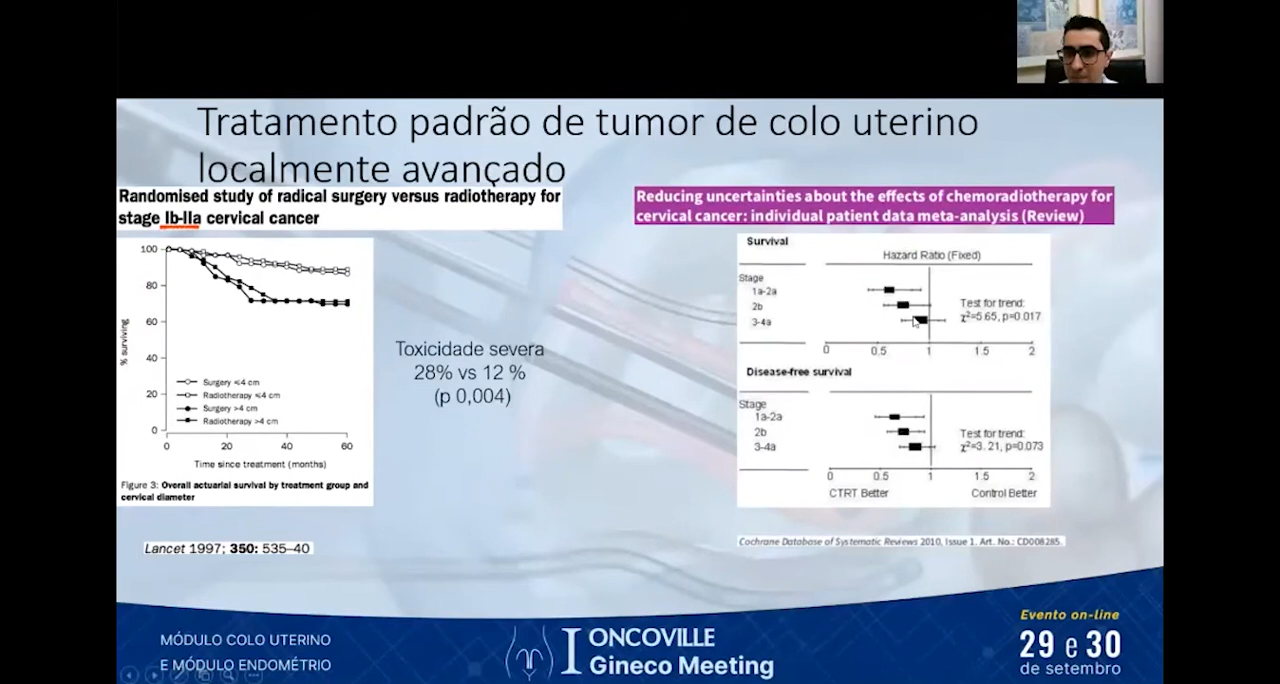 Tratamento padrão de tumor de colo uterino
localmente avançado
Randomised study of radical surgery versus radiotherapy for
stage Ib-IIa cervical cancer
100
80
60
40
20
0
% surviving
Surgery ≤4 cm
Radiotherapy ≤4 cm
Surgery >4 cm
Radiotherapy >4 cm
0 20 40 60
Time since treatment (months)
Figure 3: Overall actuarial survival by treatment group and
cervical diameter
Lancet 1997; 350: 535–40
Toxicidade severa
28% vs 12 %
(p 0,004)
Reducing uncertainties about the effects of chemoradiotherapy for
cervical cancer: individual patient data meta-analysis (Review)
Survival
Hazard Ratio (Fixed)
Stage
1a-2a
2b
3-4a
Test for trend:
χ²=5.65, p=0.017
0 0.5 1 1.5 2
Disease-free survival
Stage
1a-2a
2b
3-4a
Test for trend:
χ²=3.21, p=0.073
0 0.5 1 1.5 2
CTRT Better Control Better
Cochrane Database of Systematic Reviews 2010, Issue 1. Art. No.: CD008285.
MÓDULO COLO UTERINO
E MÓDULO ENDOMÉTRIO
I ONCOVILLE
Gineco Meeting
Evento on-line
29 e 30
de setembro